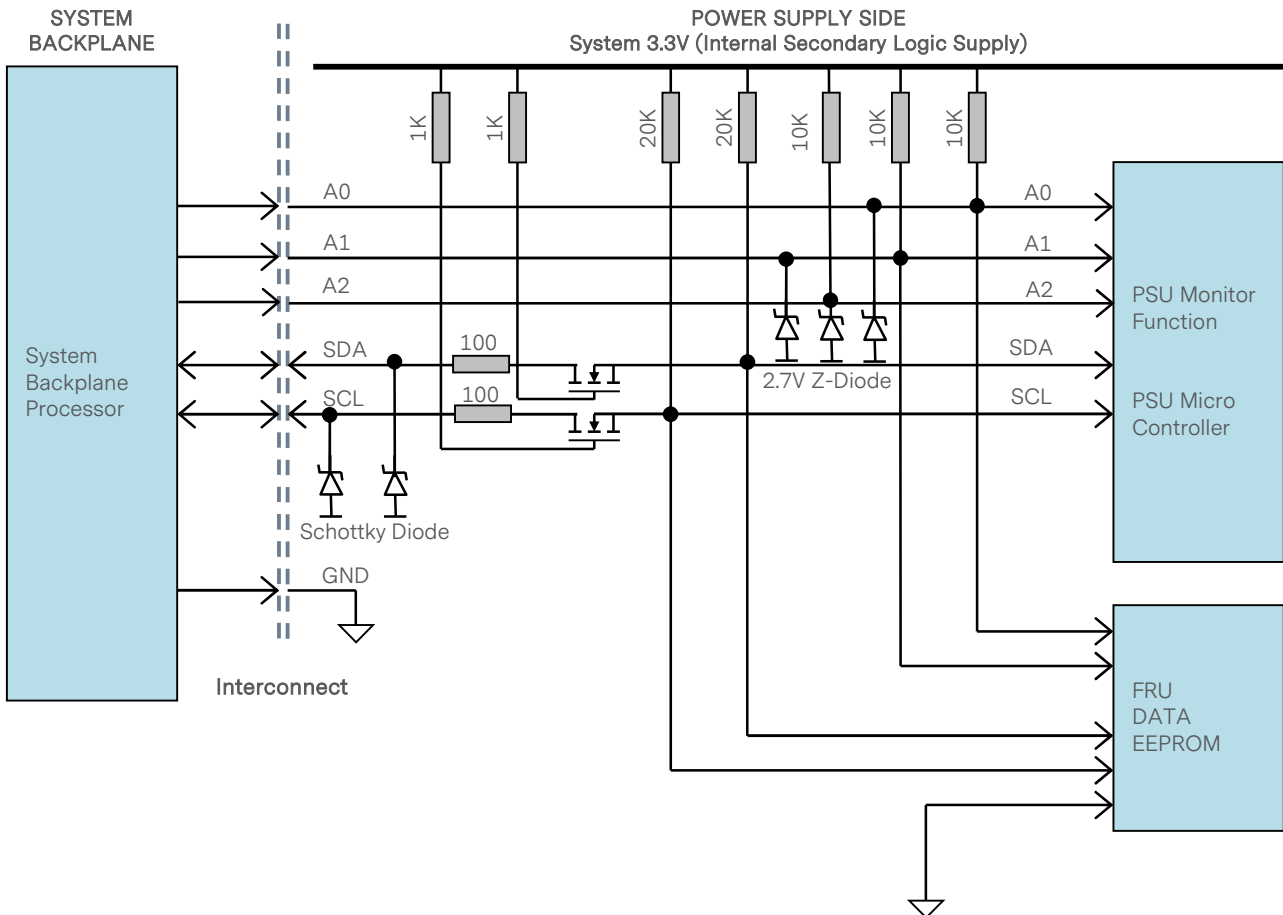 SYSTEM
BACKPLANE
POWER SUPPLY SIDE
System 3.3V (Internal Secondary Logic Supply)
1K
1K
20K
20K
10K
10K
10K
A0
A0
A1
A1
A2
A2
PSU Monitor
Function
System
Backplane
Processor
SDA
100
SDA
2.7V Z-Diode
SCL
100
SCL
PSU Micro
Controller
Schottky Diode
GND
Interconnect
FRU
DATA
EEPROM